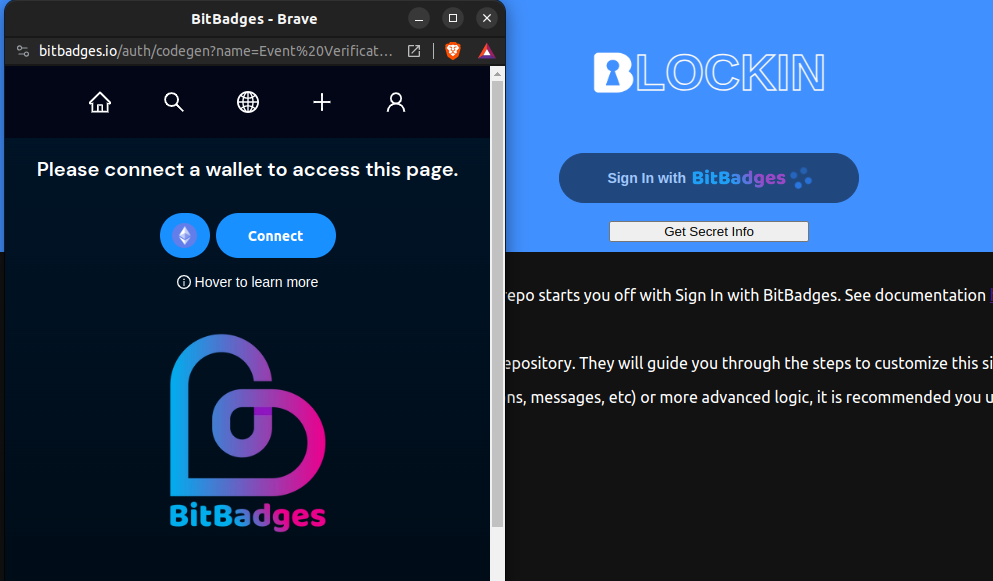 BitBadges - Brave
bitbadges.io/auth/codegen?name=Event%20Verificat...
Please connect a wallet to access this page.
Connect
Hover to learn more
BitBadges
BLOCKIN
Sign In with BitBadges
Get Secret Info
repo starts you off with Sign In with BitBadges. See documentation
epository. They will guide you through the steps to customize this si
ns, messages, etc) or more advanced logic, it is recommended you u